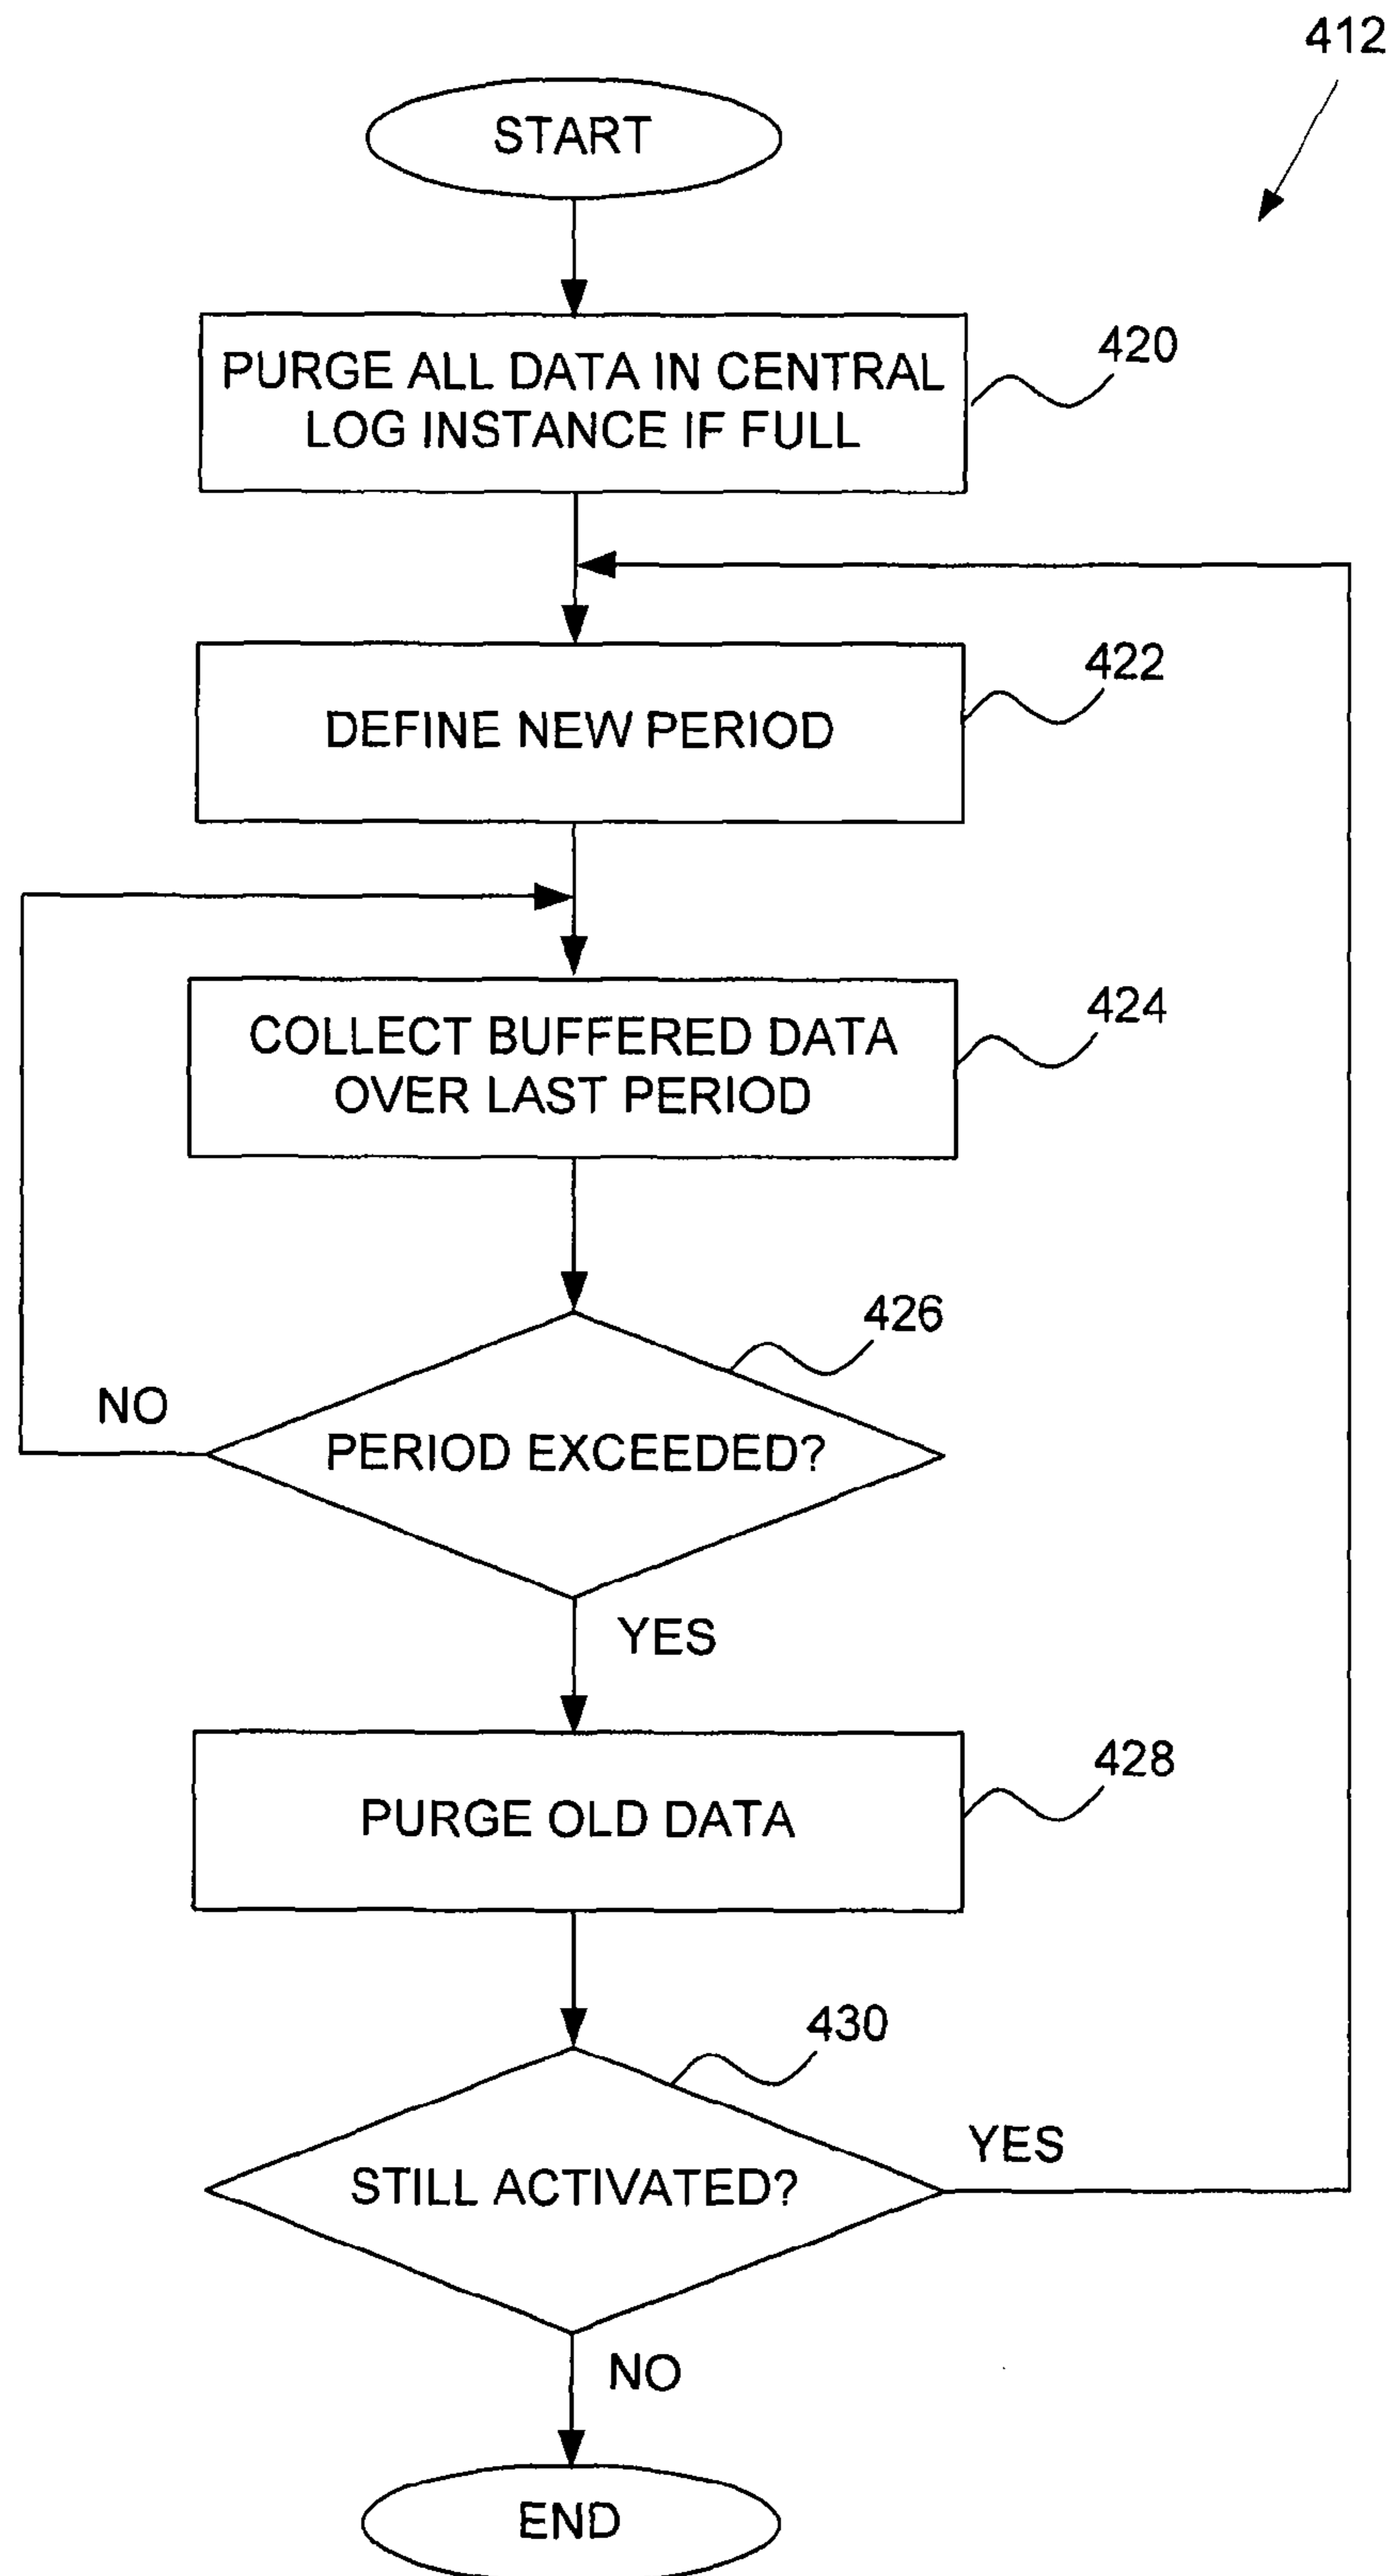 412
START
PURGE ALL DATA IN CENTRAL
LOG INSTANCE IF FULL
420
DEFINE NEW PERIOD
422
COLLECT BUFFERED DATA
OVER LAST PERIOD
424
426
PERIOD EXCEEDED?
NO
YES
PURGE OLD DATA
428
430
STILL ACTIVATED?
YES
NO
END